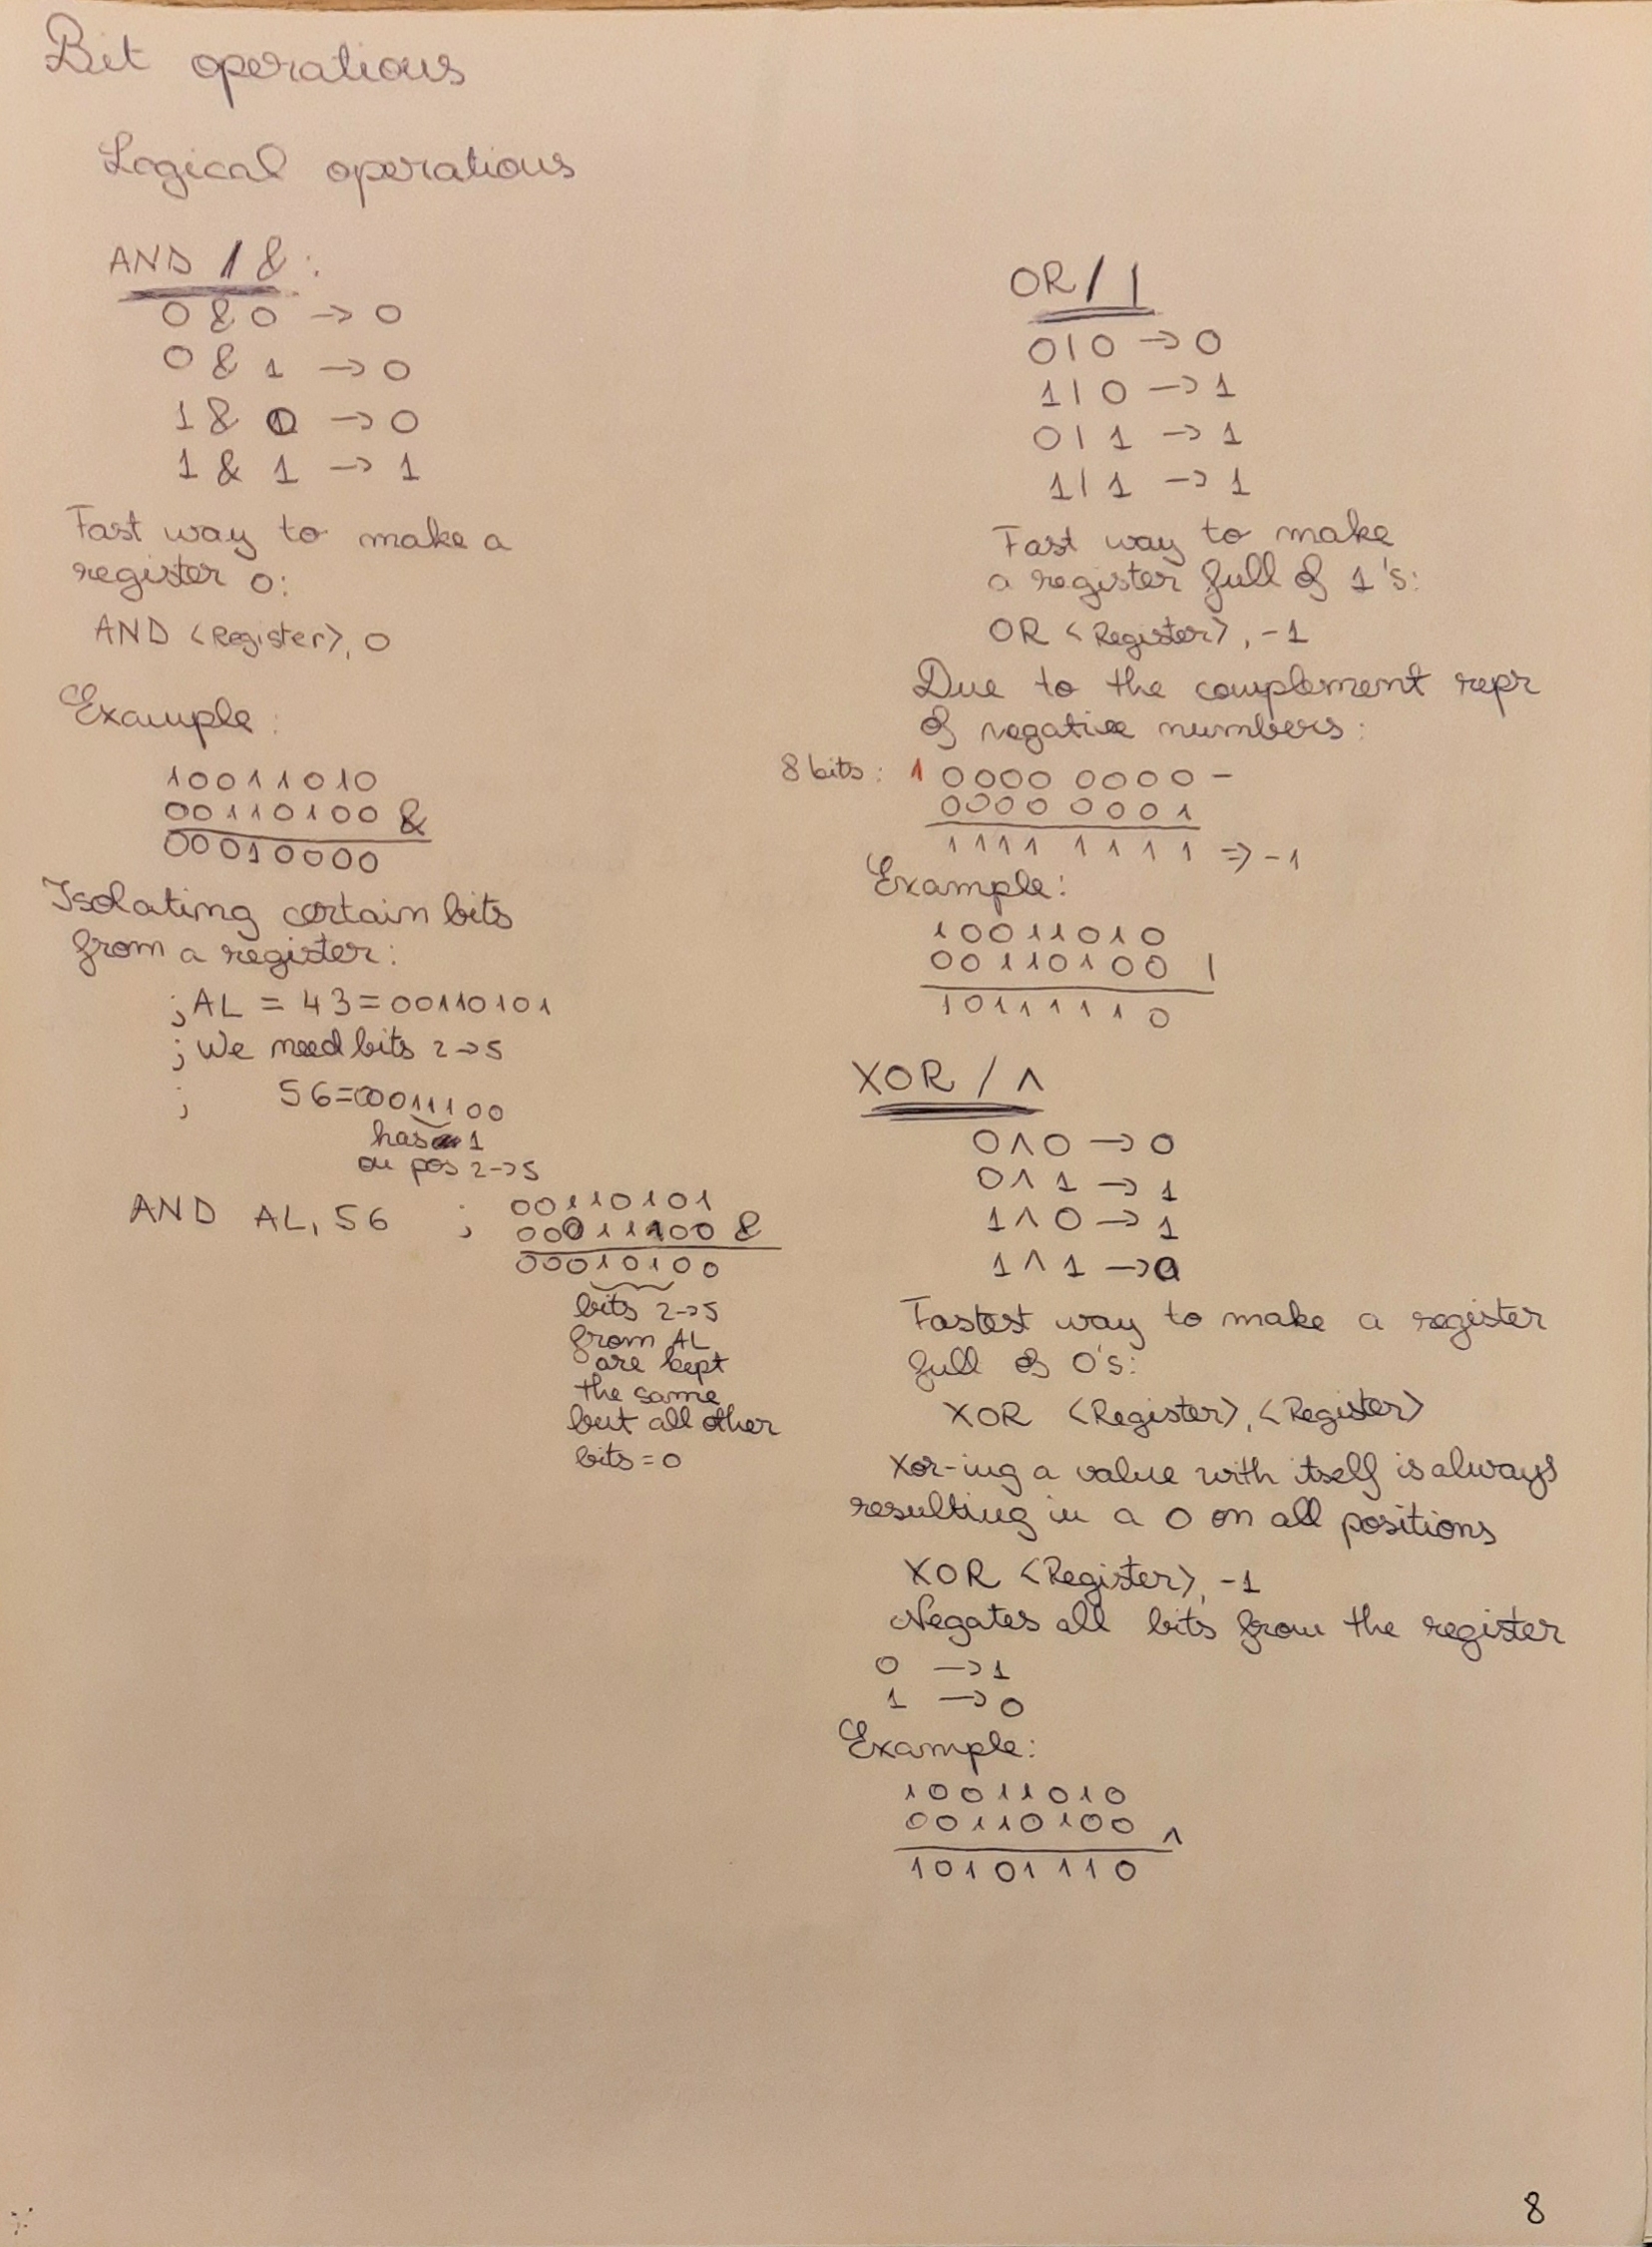 Bit operations
Logical operations
AND / & :
0 & 0 -> 0
0 & 1 -> 0
1 & 0 -> 0
1 & 1 -> 1
Fast way to make a
register 0:
AND <Register>, 0
Example:
10011010
00110100 &
00010000
Isolating certain bits
from a register:
; AL = 43 = 00110101
; We need bits 2->5
; 56=00011100
has 1
on pos 2->5
AND AL, 56 ; 00110101
00011100 &
00010100
bits 2->5
from AL
are kept
the same
but all other
bits = 0
OR / |
0 | 0 -> 0
1 | 0 -> 1
0 | 1 -> 1
1 | 1 -> 1
Fast way to make
a register full of 1's:
OR <Register>, -1
Due to the complement repr
of negative numbers:
8 bits: 1 0000 0000 -
0000 0001
1111 1111 => -1
Example:
10011010
00110100 |
10111110
XOR / ^
0 ^ 0 -> 0
0 ^ 1 -> 1
1 ^ 0 -> 1
1 ^ 1 -> 0
Fastest way to make a register
full of 0's:
XOR <Register>, <Register>
Xor-ing a value with itself is always
resulting in a 0 on all positions
XOR <Register>, -1
Negates all bits from the register
0 -> 1
1 -> 0
Example:
10011010
00110100 ^
10101110
8